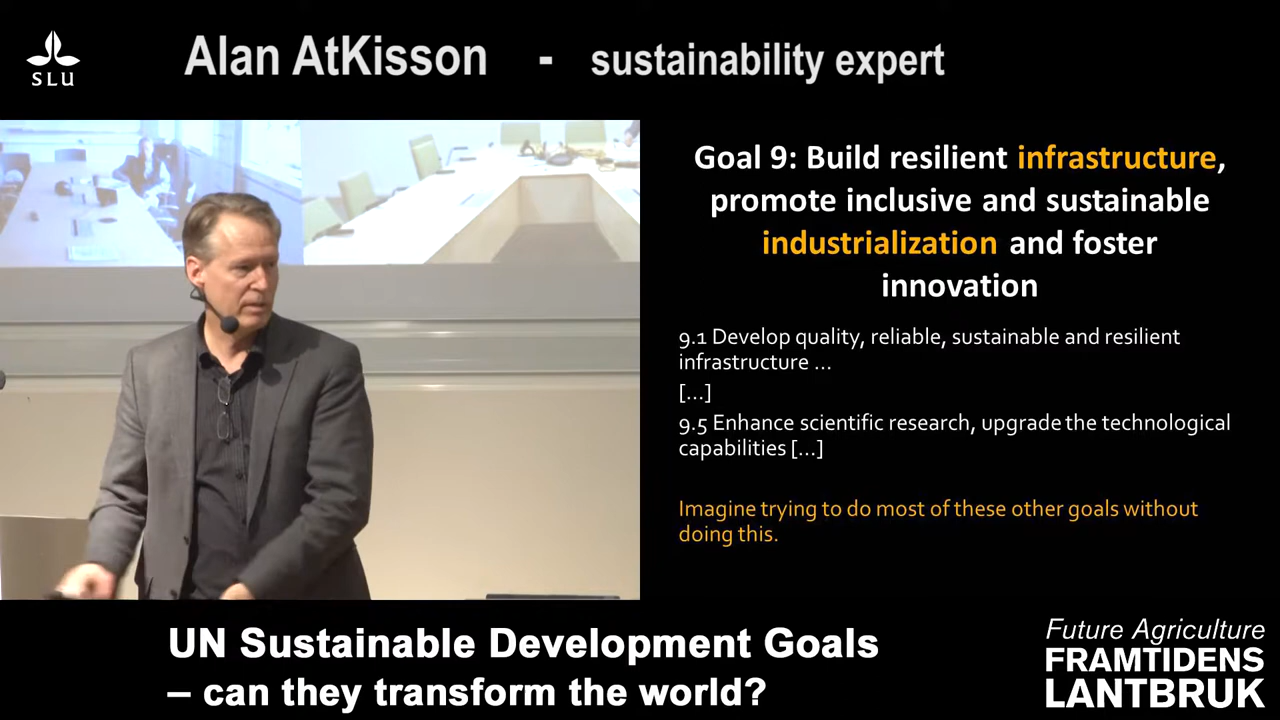 SLU
Alan AtKisson - sustainability expert
Goal 9: Build resilient infrastructure,
promote inclusive and sustainable
industrialization and foster
innovation
9.1 Develop quality, reliable, sustainable and resilient
infrastructure ...
[...]
9.5 Enhance scientific research, upgrade the technological
capabilities [...]
Imagine trying to do most of these other goals without
doing this.
UN Sustainable Development Goals
– can they transform the world?
Future Agriculture
FRAMTIDENS
LANTBRUK